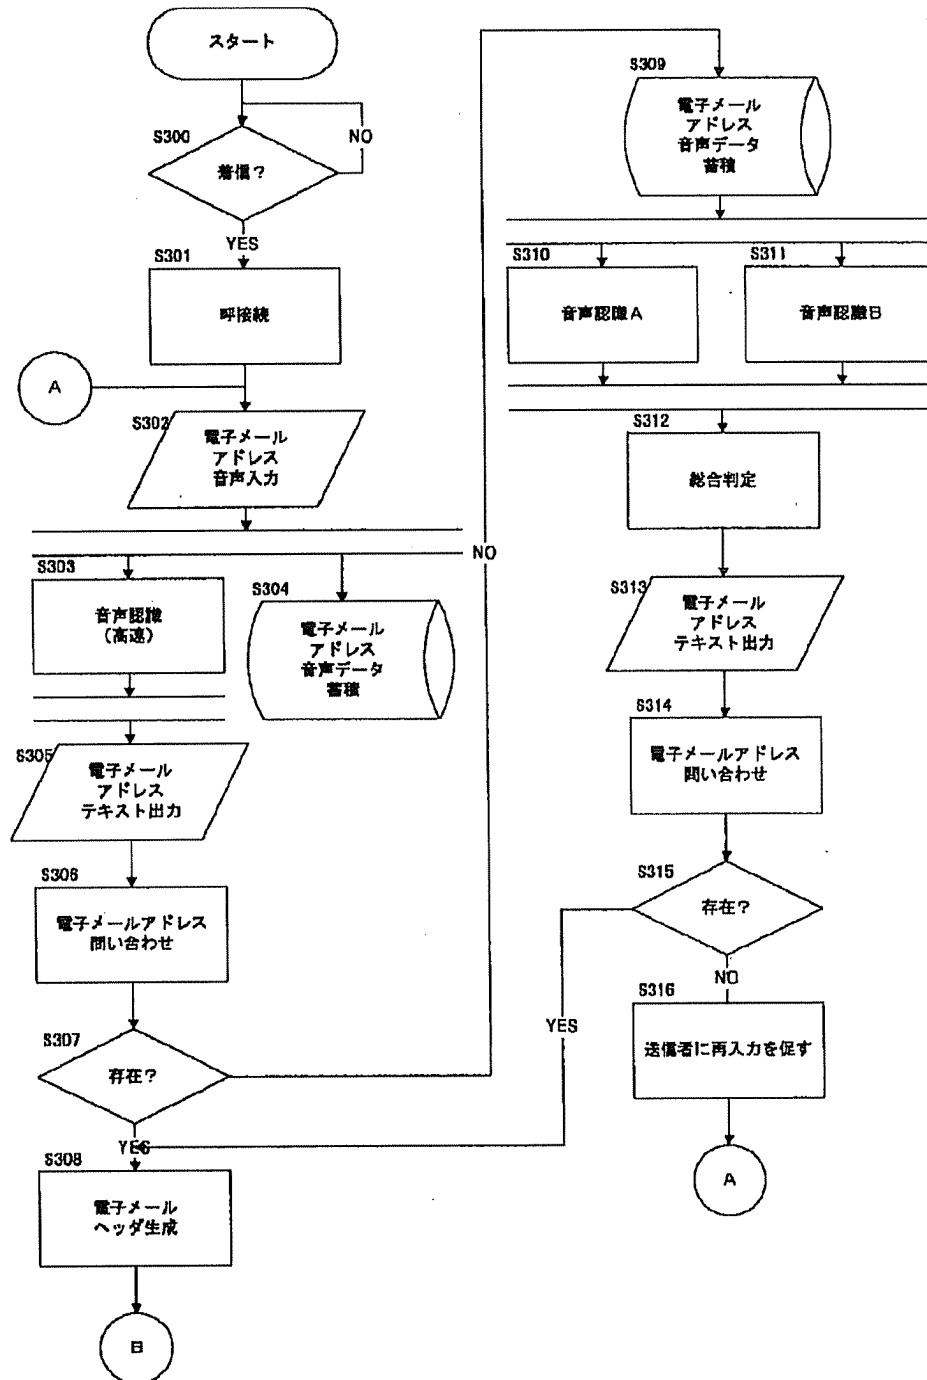 スタート
S300
着信？
NO
YES
S301
呼接続
A
S302
電子メール
アドレス
音声入力
S303
音声認識
（高速）
S304
電子メール
アドレス
音声データ
蓄積
S305
電子メール
アドレス
テキスト出力
S306
電子メールアドレス
問い合わせ
S307
存在？
NO
YES
S308
電子メール
ヘッダ生成
B
S309
電子メール
アドレス
音声データ
蓄積
S310
音声認識A
S311
音声認識B
S312
総合判定
S313
電子メール
アドレス
テキスト出力
S314
電子メールアドレス
問い合わせ
S315
存在？
YES
NO
S316
送信者に再入力を促す
A